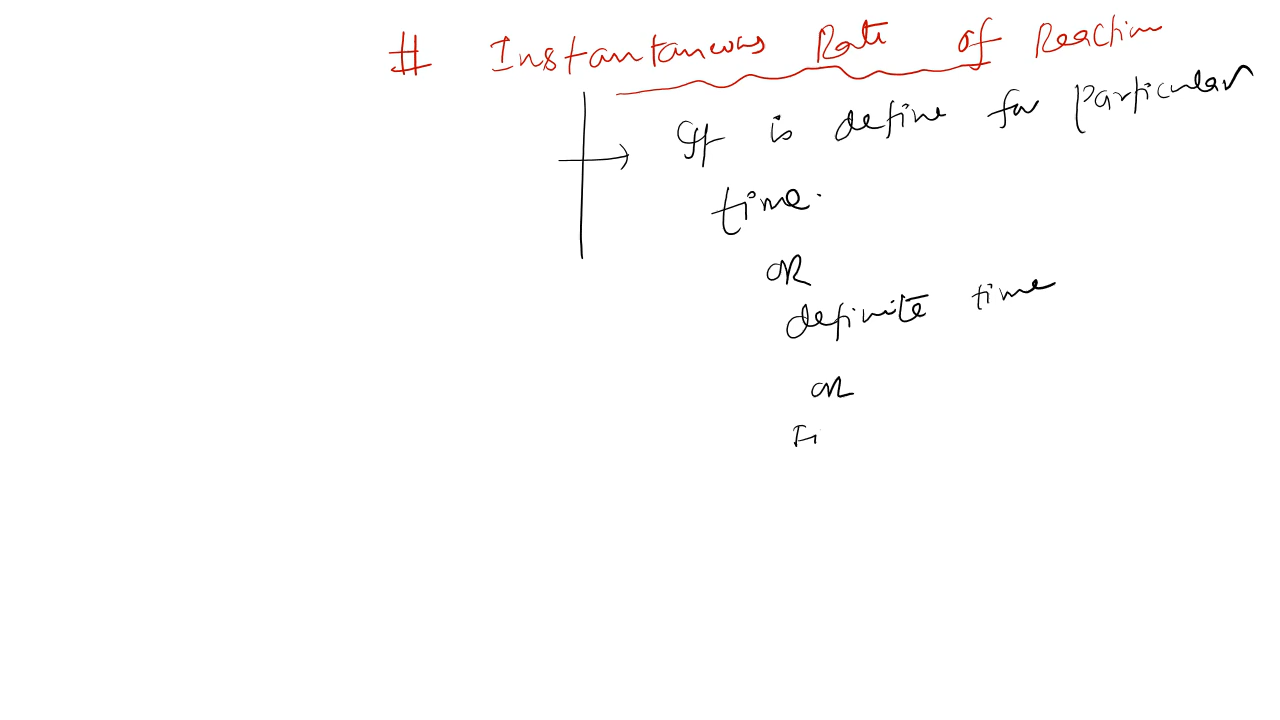 # Instantaneous Rate of Reaction
It is define for particular
time.
OR
definite time
OR